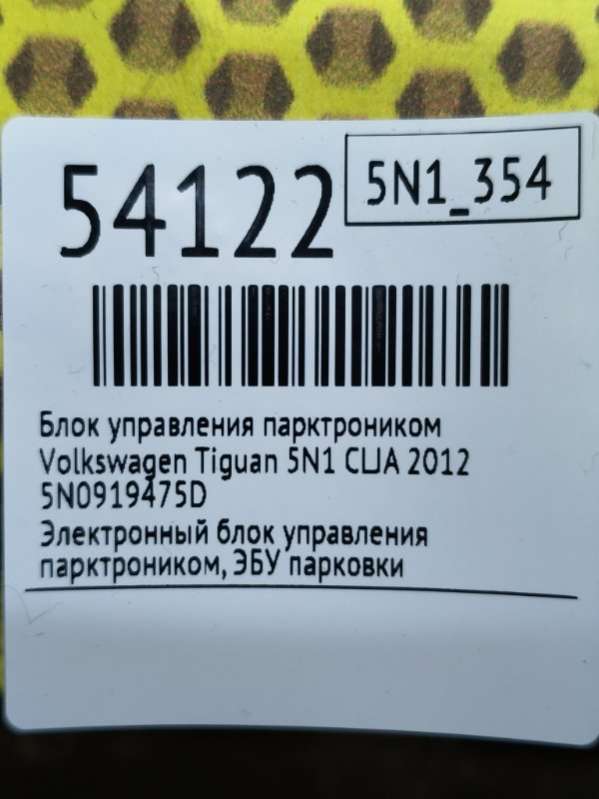 54122
5N1_354
Блок управления парктроником
Volkswagen Tiguan 5N1 CLJA 2012
5N0919475D
Электронный блок управления
парктроником, ЭБУ парковки